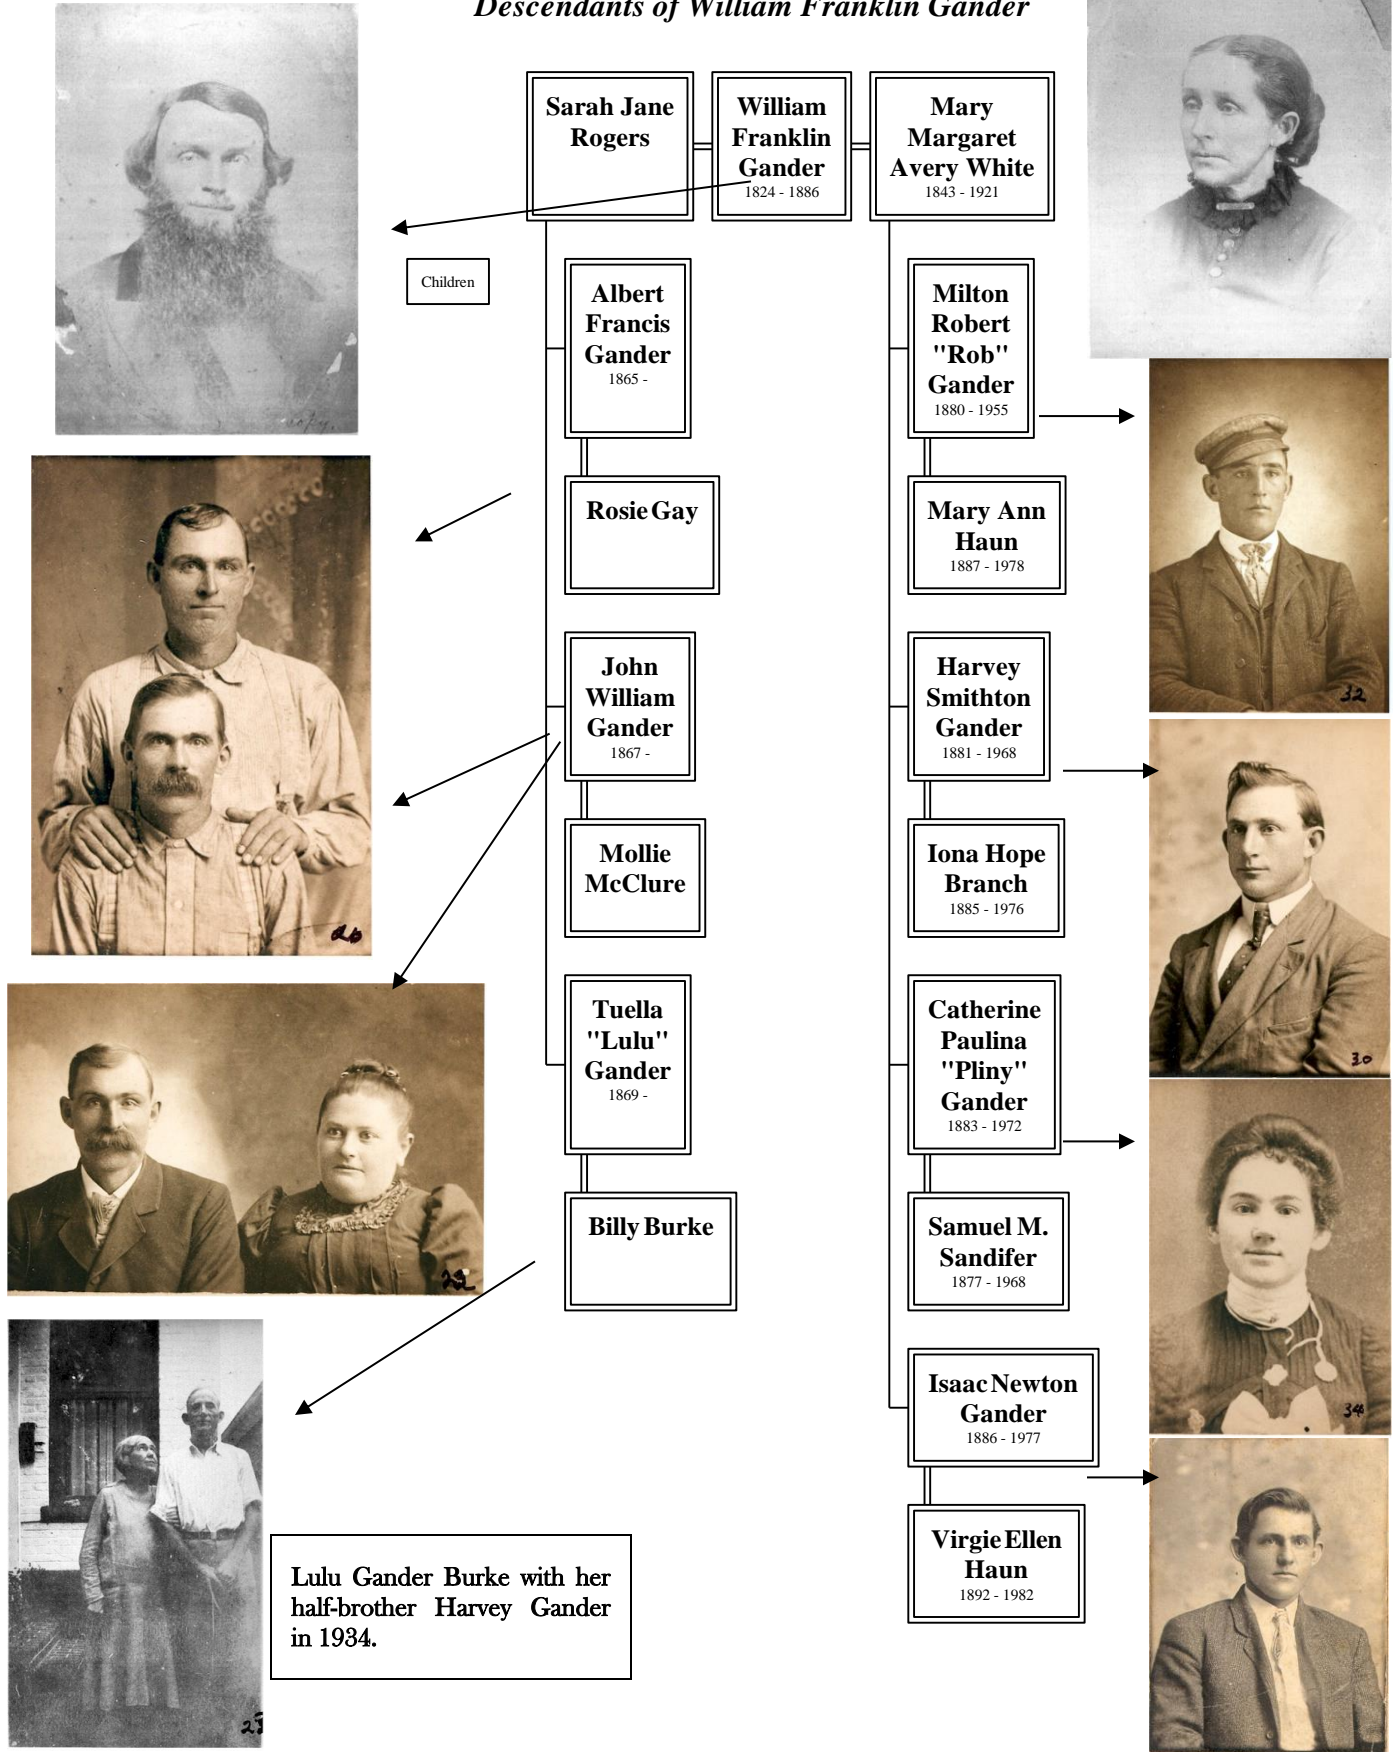 Descendants of William Franklin Gander
Sarah Jane
Rogers
William
Franklin
Gander
1824 - 1886
Mary
Margaret
Avery White
1843 - 1921
Children
Albert
Francis
Gander
1865 -
Rosie Gay
John
William
Gander
1867 -
Mollie
McClure
Tuella
"Lulu"
Gander
1869 -
Billy Burke
Milton
Robert
"Rob"
Gander
1880 - 1955
Mary Ann
Haun
1887 - 1978
Harvey
Smithton
Gander
1881 - 1968
Iona Hope
Branch
1885 - 1976
Catherine
Paulina
"Pliny"
Gander
1883 - 1972
Samuel M.
Sandifer
1877 - 1968
Isaac Newton
Gander
1886 - 1977
Virgie Ellen
Haun
1892 - 1982
copy.
32
30
34
Lulu Gander Burke with her
half-brother Harvey Gander
in 1934.